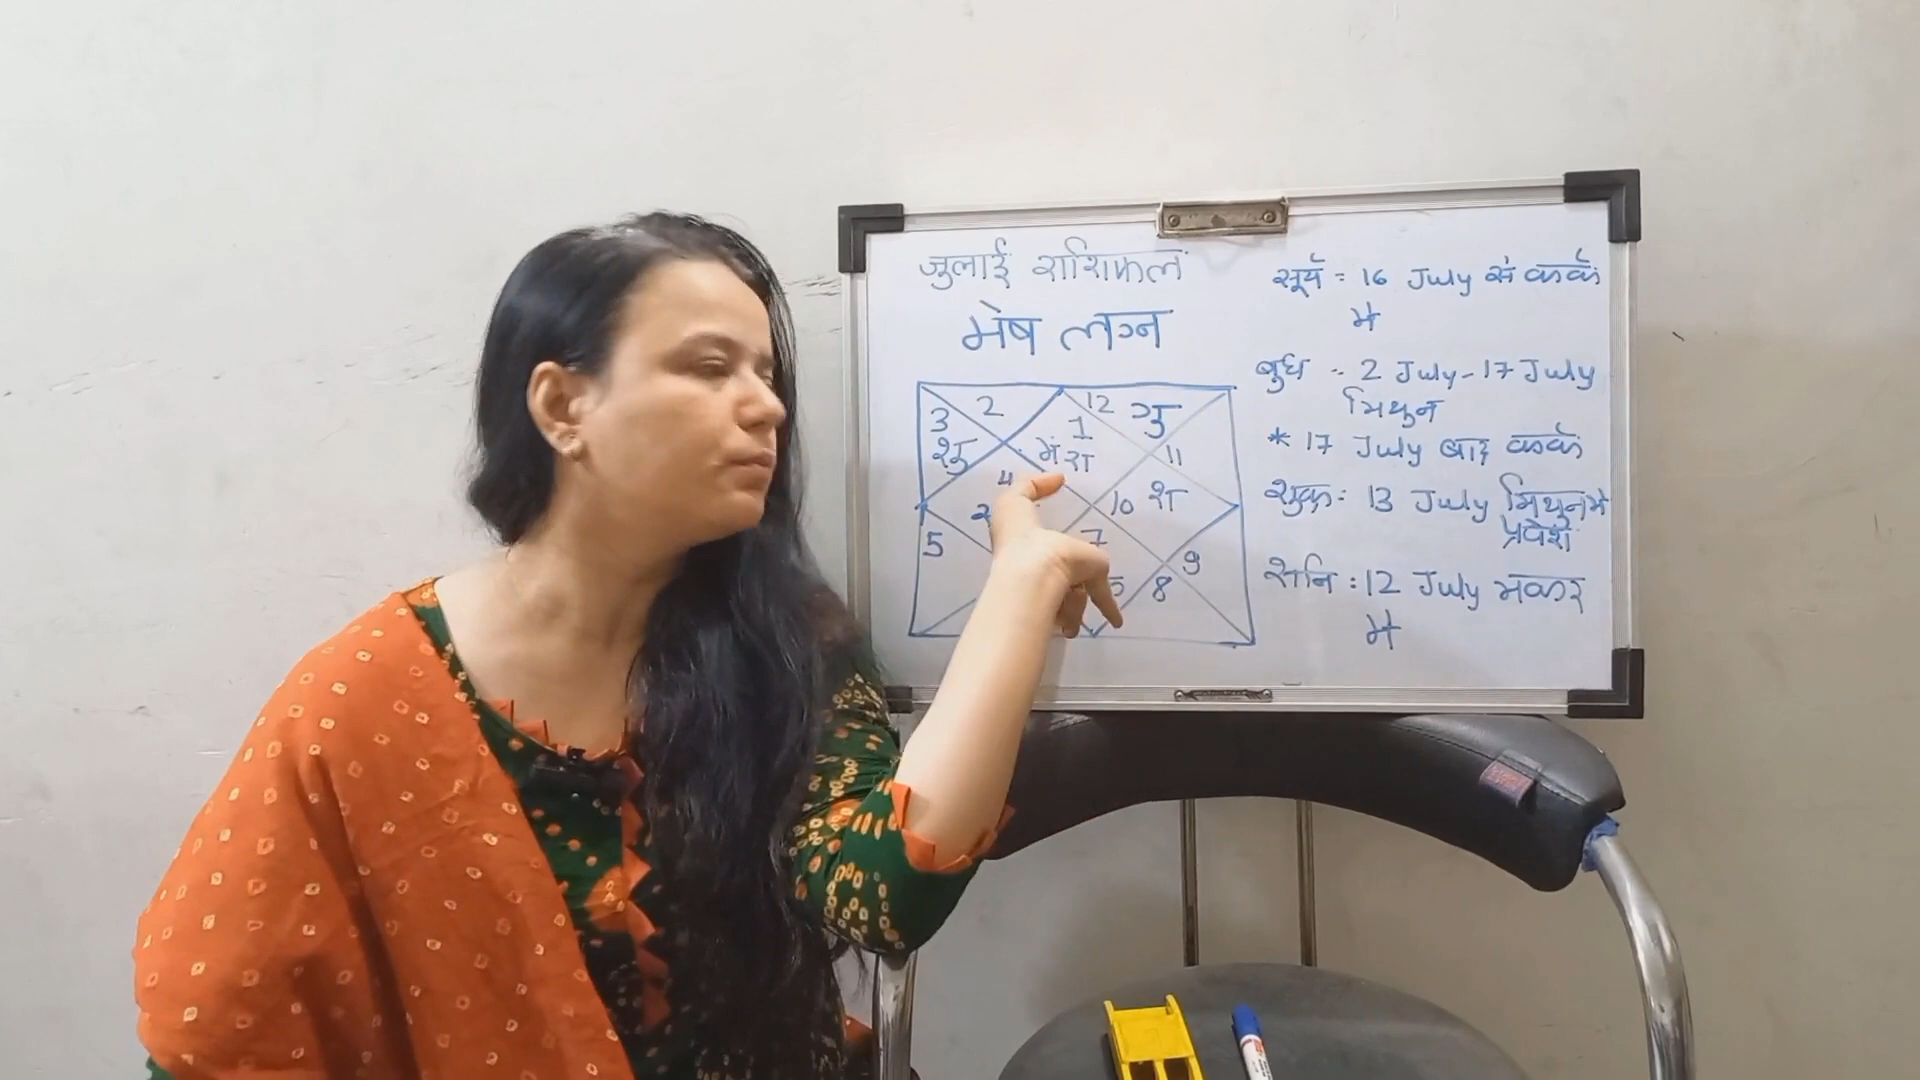 जुलाई राशिफल
मेष लग्न
2
12
गु
3
1
शु
मं रा
11
4
10 श
5
7
9
8
सूर्य = 16 July से कर्क
में
बुध - 2 July - 17 July
मिथुन
* 17 July बाद कर्क
शुक्र : 13 July मिथुन में
प्रवेश
शनि : 12 July मकर
में